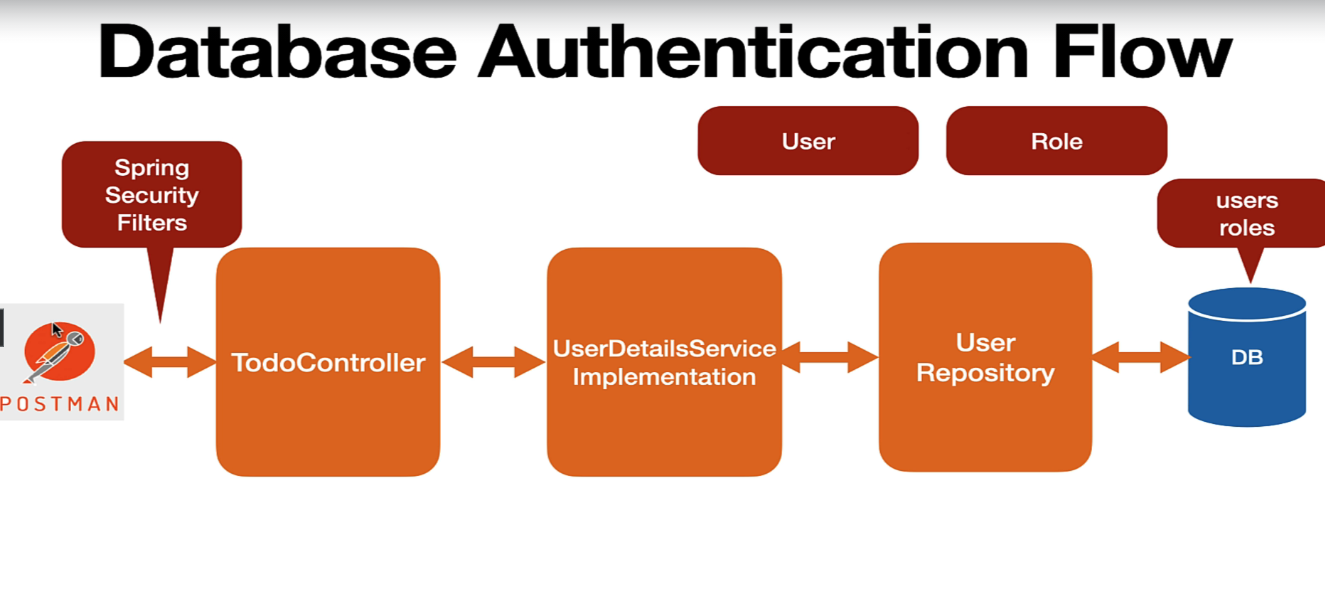 Database Authentication Flow
User
Role
Spring
Security
Filters
users
roles
TodoController
UserDetailsService
Implementation
User
Repository
DB
POSTMAN